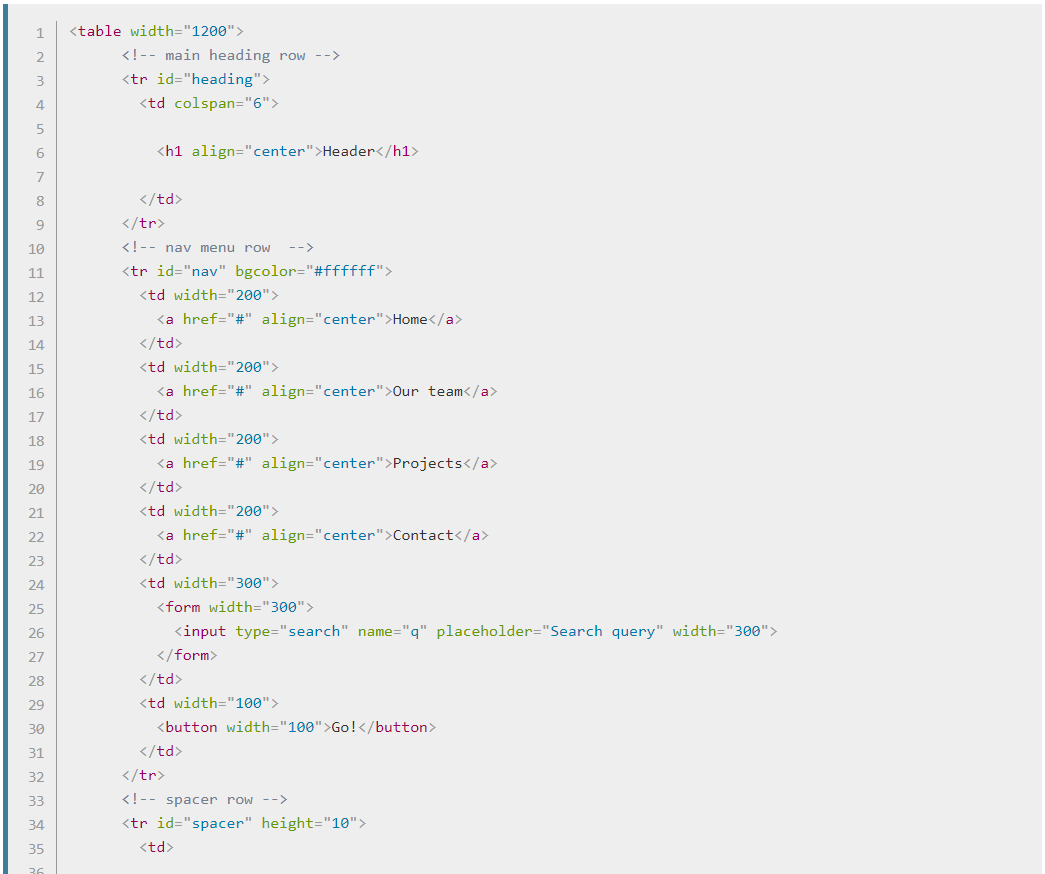 1 <table width="1200">
2 <!-- main heading row -->
3 <tr id="heading">
4 <td colspan="6">
5
6 <h1 align="center">Header</h1>
7
8 </td>
9 </tr>
10 <!-- nav menu row  -->
11 <tr id="nav" bgcolor="#ffffff">
12 <td width="200">
13 <a href="#" align="center">Home</a>
14 </td>
15 <td width="200">
16 <a href="#" align="center">Our team</a>
17 </td>
18 <td width="200">
19 <a href="#" align="center">Projects</a>
20 </td>
21 <td width="200">
22 <a href="#" align="center">Contact</a>
23 </td>
24 <td width="300">
25 <form width="300">
26 <input type="search" name="q" placeholder="Search query" width="300">
27 </form>
28 </td>
29 <td width="100">
30 <button width="100">Go!</button>
31 </td>
32 </tr>
33 <!-- spacer row -->
34 <tr id="spacer" height="10">
35 <td>
36